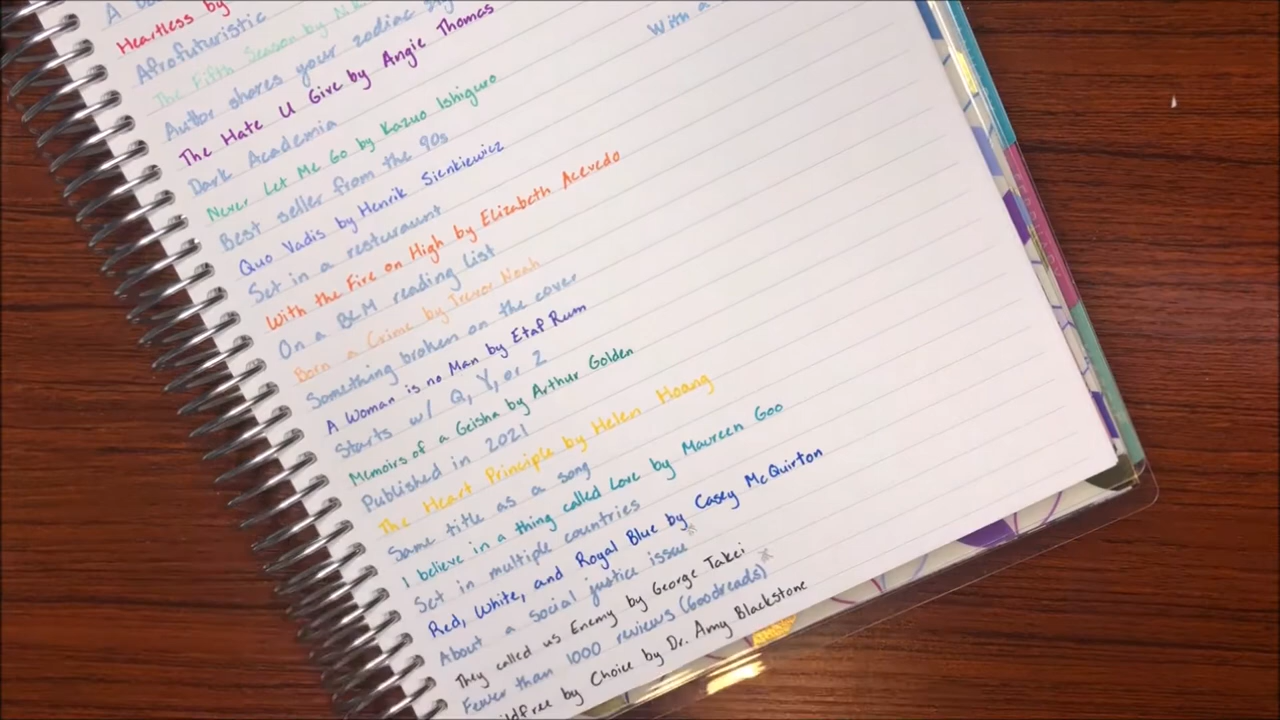 Heartless by
Afrofuturistic
The Fifth Season by
Author shares your zodiac
The Hate U Give by Angie Thomas
Dark Academia
Never Let Me Go by Kazuo Ishiguro
Best seller from the 90s
Quo Vadis by Henrik Sienkiewicz
Set in a restaraunt
With the Fire on High by Elizabeth Acevedo
On a BLM reading list
Born a Crime by Trevor Noah
Something broken on the cover
A Woman is no Man by Etaf Rum
Starts w/ Q, Y, or Z
Memoirs of a Geisha by Arthur Golden
Published in 2021
The Heart Principle by Helen Hoang
Same title as a song
I believe in a thing called Love by Maureen Goo
Set in multiple countries
Red, White, and Royal Blue by Casey McQuirton
About a social justice issue
They called us Enemy by George Takei
Fewer than 1000 reviews (Goodreads)
by Choice by Dr. Amy Blackstone
With a